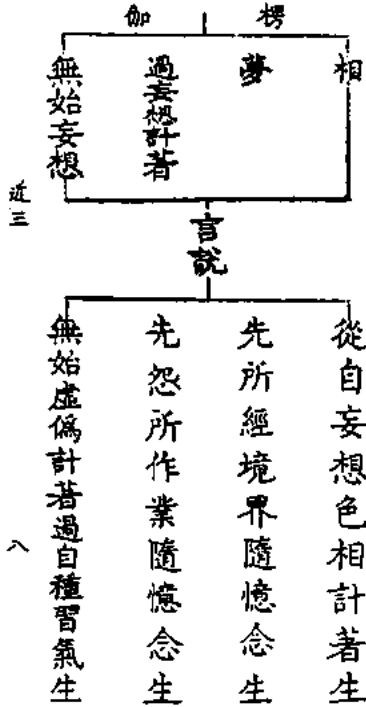 楞伽
相
夢
過妄想計著
無始妄想
言說
從自妄想色相計著生
先所經境界隨憶念生
先怨所作業隨憶念生
無始虛偽計著過自種習氣生
近三
八